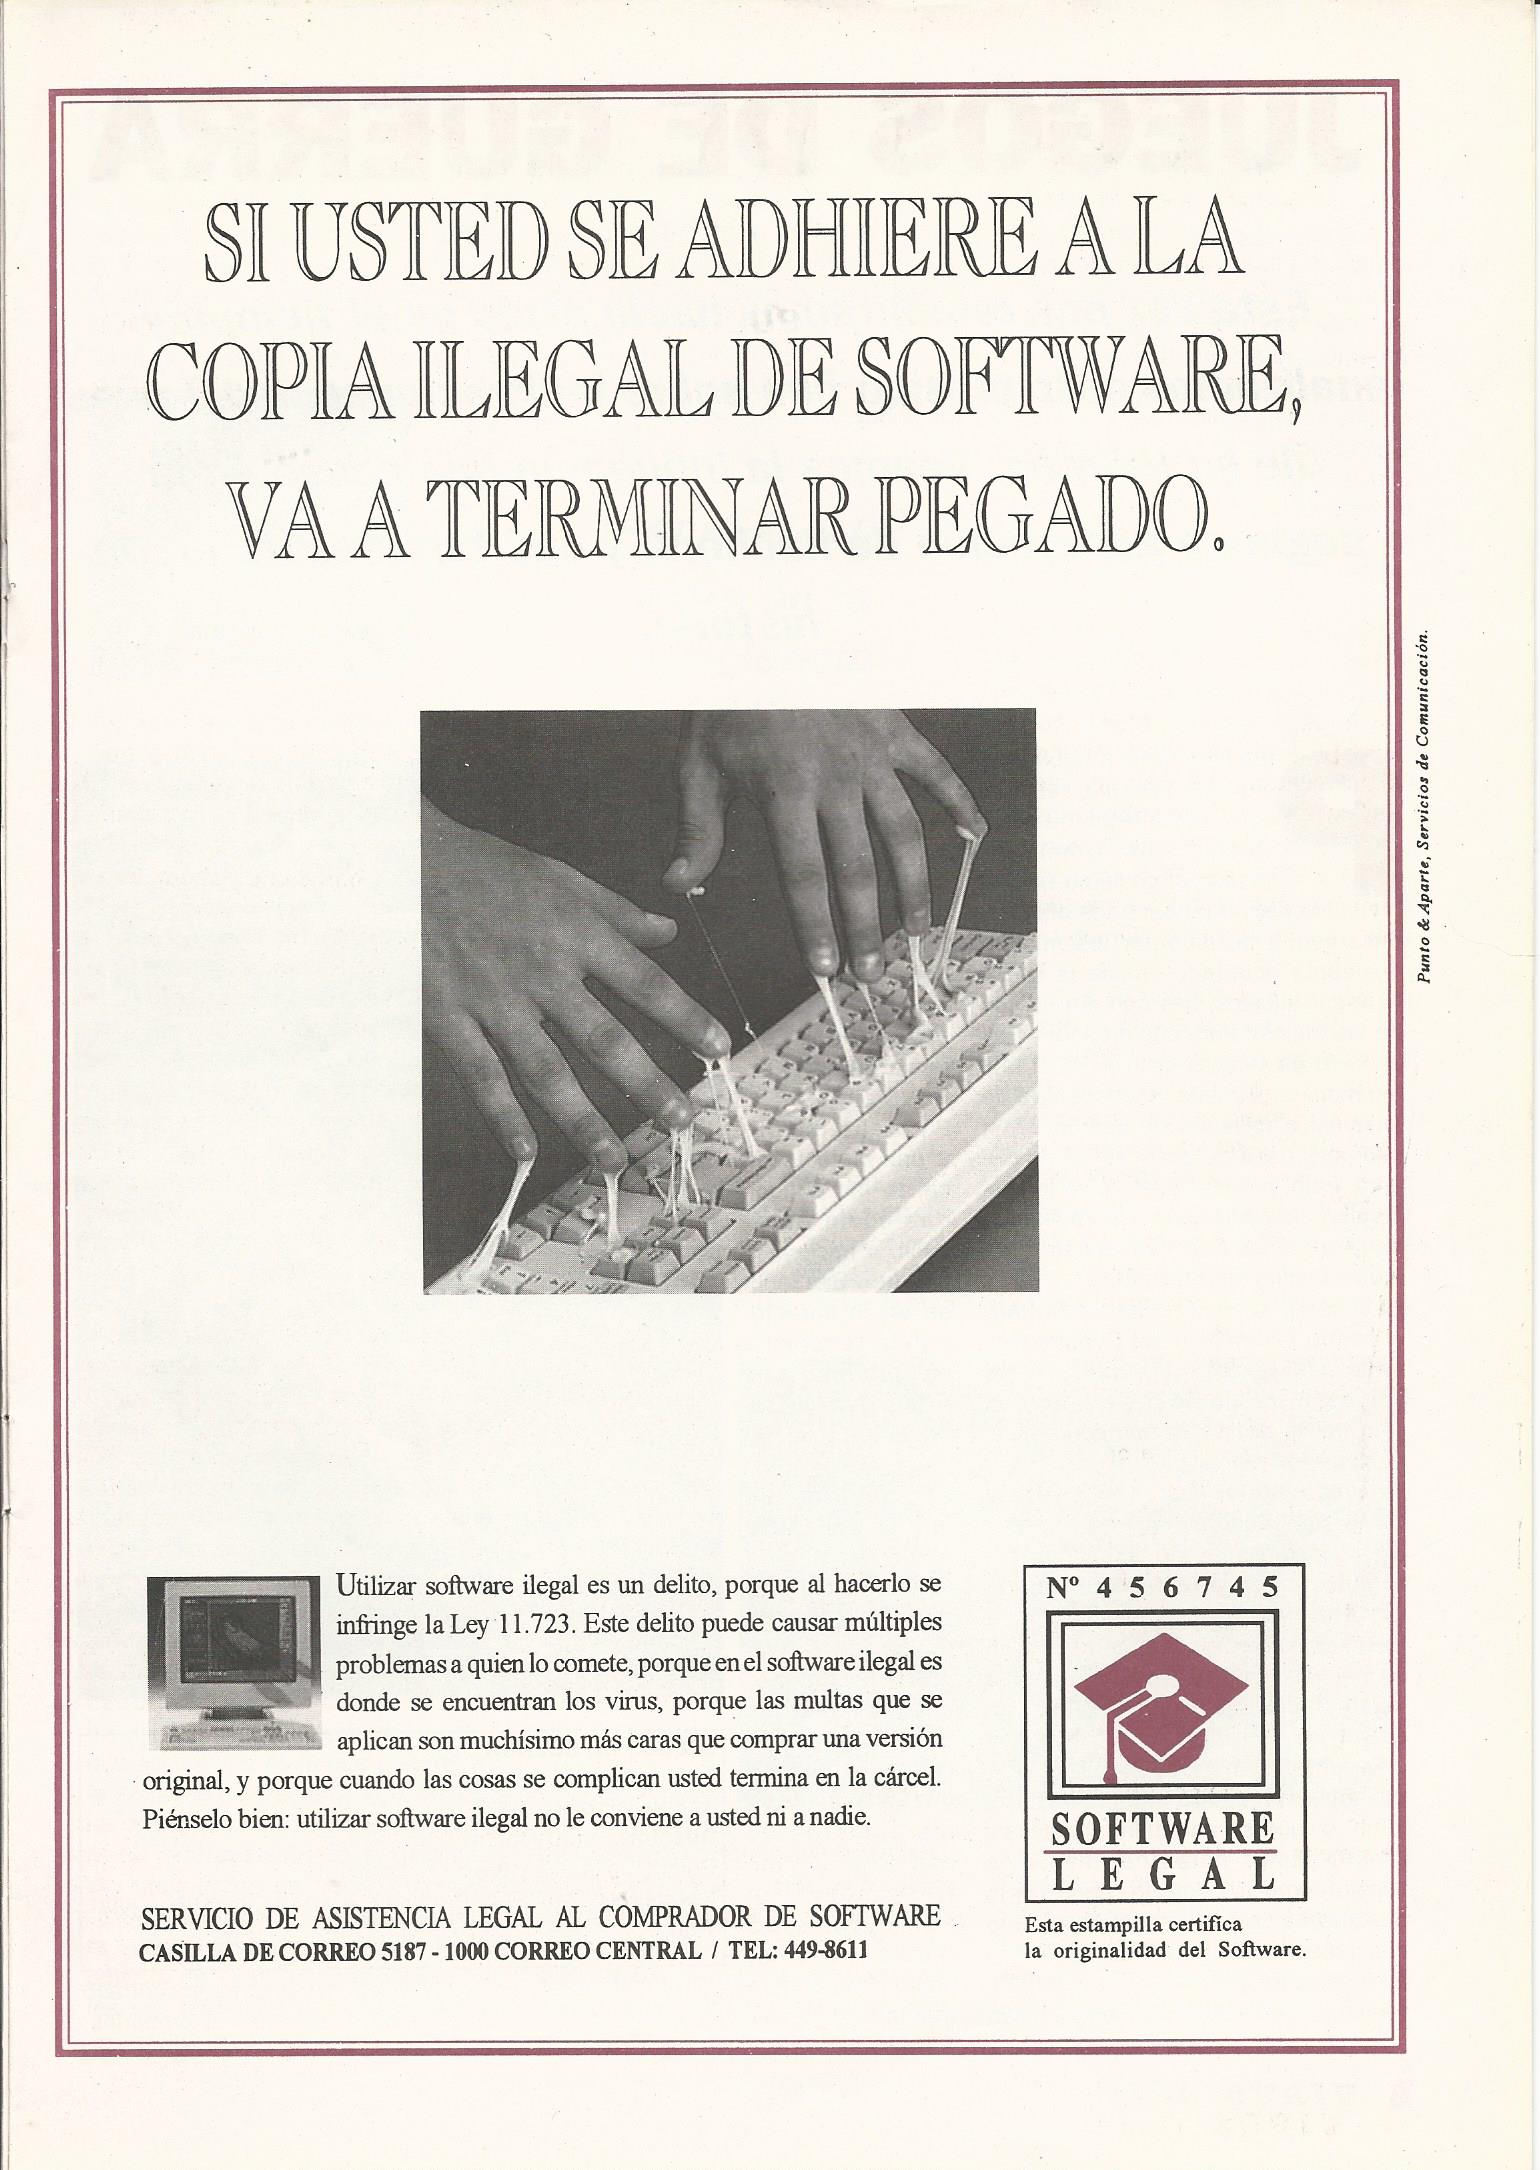 SI USTED SE ADHIERE A LA
COPIA ILEGAL DE SOFTWARE,
VA A TERMINAR PEGADO.
Punto & Aparte, Servicios de Comunicación.
Utilizar software ilegal es un delito, porque al hacerlo se
infringe la Ley 11.723. Este delito puede causar múltiples
problemas a quien lo comete, porque en el software ilegal es
donde se encuentran los virus, porque las multas que se
aplican son muchísimo más caras que comprar una versión
original, y porque cuando las cosas se complican usted termina en la cárcel.
Piénselo bien: utilizar software ilegal no le conviene a usted ni a nadie.
SERVICIO DE ASISTENCIA LEGAL AL COMPRADOR DE SOFTWARE
CASILLA DE CORREO 5187 - 1000 CORREO CENTRAL / TEL: 449-8611
Nº 456745
SOFTWARE
LEGAL
Esta estampilla certifica
la originalidad del Software.